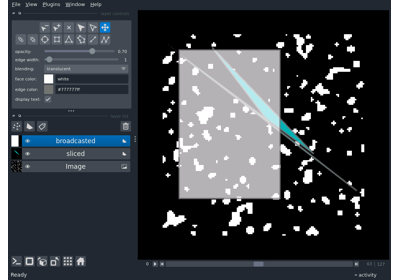 File View Plugins Window Help
opacity: 0.70
edge width: 1
blending: translucent
face color: white
edge color: #777777ff
display text:
broadcasted
sliced
Image
Ready
activity